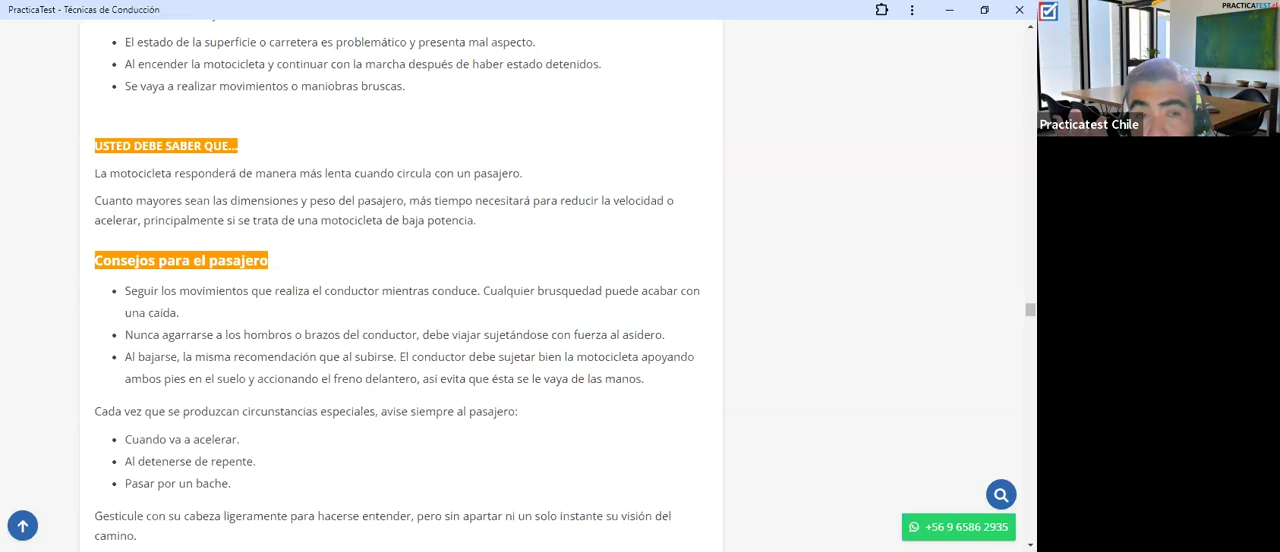 PracticaTest - Técnicas de Conducción
El estado de la superficie o carretera es problemático y presenta mal aspecto.
Al encender la motocicleta y continuar con la marcha después de haber estado detenidos.
Se vaya a realizar movimientos o maniobras bruscas.
USTED DEBE SABER QUE...
La motocicleta responderá de manera más lenta cuando circula con un pasajero.
Cuanto mayores sean las dimensiones y peso del pasajero, más tiempo necesitará para reducir la velocidad o
acelerar, principalmente si se trata de una motocicleta de baja potencia.
Consejos para el pasajero
Seguir los movimientos que realiza el conductor mientras conduce. Cualquier brusquedad puede acabar con
una caída.
Nunca agarrarse a los hombros o brazos del conductor, debe viajar sujetándose con fuerza al asidero.
Al bajarse, la misma recomendación que al subirse. El conductor debe sujetar bien la motocicleta apoyando
ambos pies en el suelo y accionando el freno delantero, así evita que ésta se le vaya de las manos.
Cada vez que se produzcan circunstancias especiales, avise siempre al pasajero:
Cuando va a acelerar.
Al detenerse de repente.
Pasar por un bache.
Gesticule con su cabeza ligeramente para hacerse entender, pero sin apartar ni un solo instante su visión del
camino.
+56 9 6586 2935
PRACTICATEST.cl
Practicatest Chile